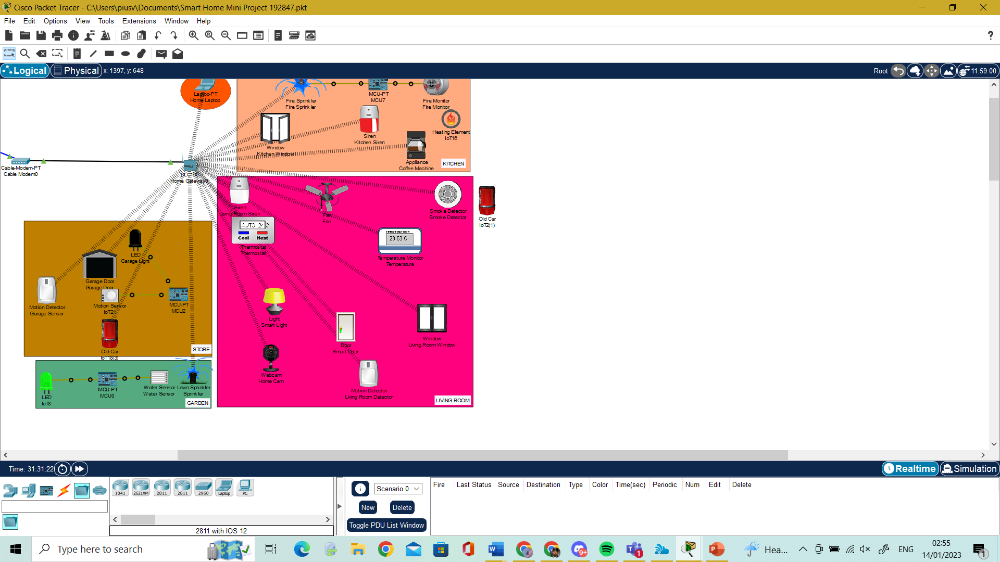 Cisco Packet Tracer - C:\Users\piusv\Documents\Smart Home Mini Project 192847.pkt
File Edit Options View Tools Extensions Window Help
?
Logical Physical x: 1397, y: 648
Root 11:59:00
Laptop-PT
Home Laptop
Fire Sprinkler
Fire Sprinkler
MCU-PT
MCU7
Fire Monitor
Fire Monitor
Heating Element
IoT16
Siren
Kitchen Siren
Window
Kitchen Window
Appliance
Coffee Machine
KITCHEN
Cable-Modem-PT
Cable Modem0
DLC100
Home Gateway0
Siren
Living Room Siren
Fan
Fan
Smoke Detector
Smoke Detector
Old Car
IoT2(1)
AUTO 24 C
Cool Heat
Thermostat
Thermostat
TEMPERATURE
23.83 C
Temperature Monitor
Temperature
LED
Garage Light
Garage Door
Garage Door
Motion Detector
Garage Sensor
Motion Sensor
IoT21
MCU-PT
MCU2
Old Car
IoT18(3)
STORE
Light
Smart Light
Door
Smart Door
Window
Living Room Window
Webcam
Home Cam
Motion Detector
Living Room Detector
LIVING ROOM
LED
IoT8
MCU-PT
MCU0
Water Sensor
Water Sensor
Lawn Sprinkler
Sprinkler
GARDEN
Time: 31:31:22
Realtime Simulation
1841 2621XM 2811 2811 2960 Laptop PC
2811 with IOS 12
Scenario 0
New Delete
Toggle PDU List Window
Fire Last Status Source Destination Type Color Time(sec) Periodic Num Edit Delete
Type here to search
9+
1
Hea...
ENG
02:55
14/01/2023
1